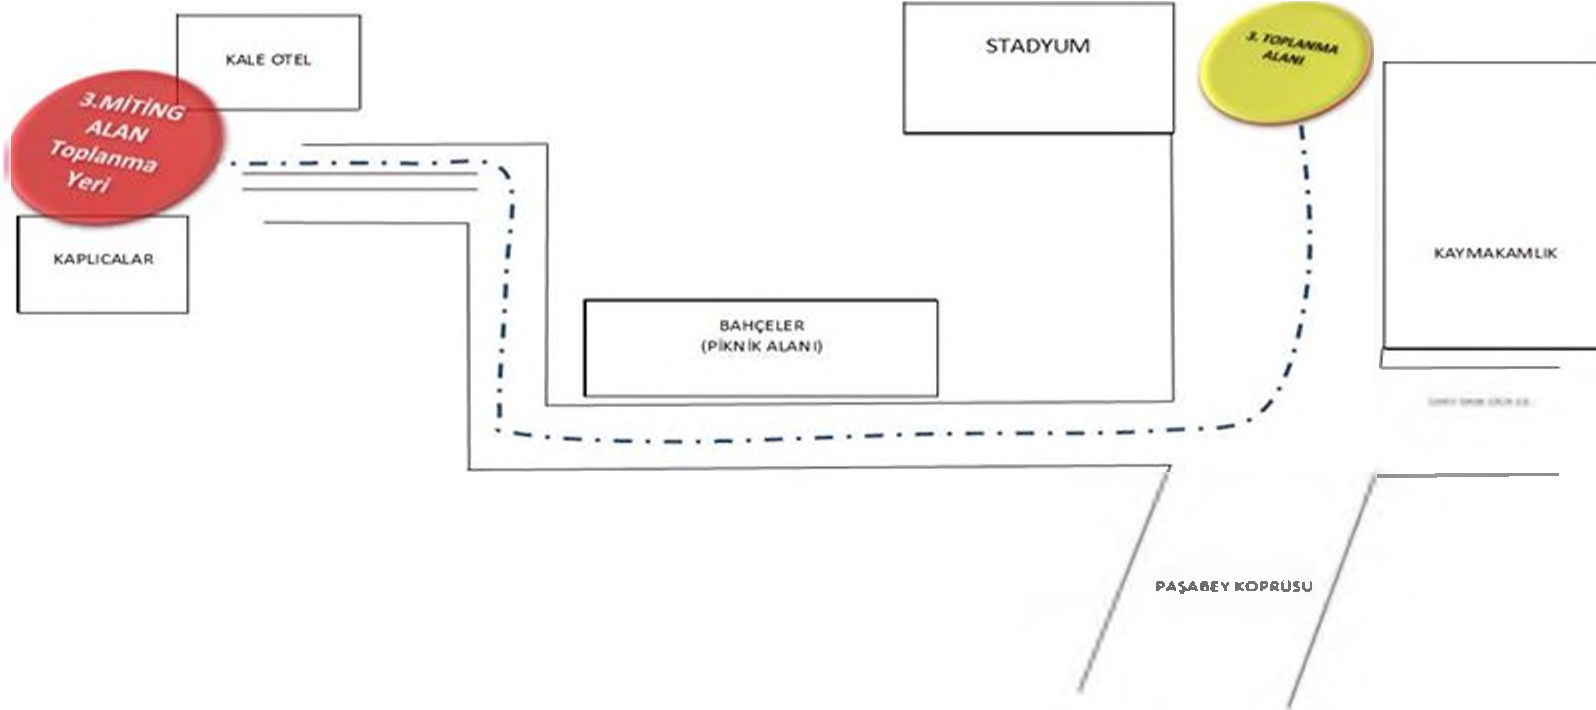 KALE OTEL
3.MİTİNG
ALAN
Toplanma
Yeri
KAPLICALAR
STADYUM
3. TOPLANMA
ALANI
KAYMAKAMLIK
BAHÇELER
(PİKNİK ALANI)
PAŞABEY KOPRUSU